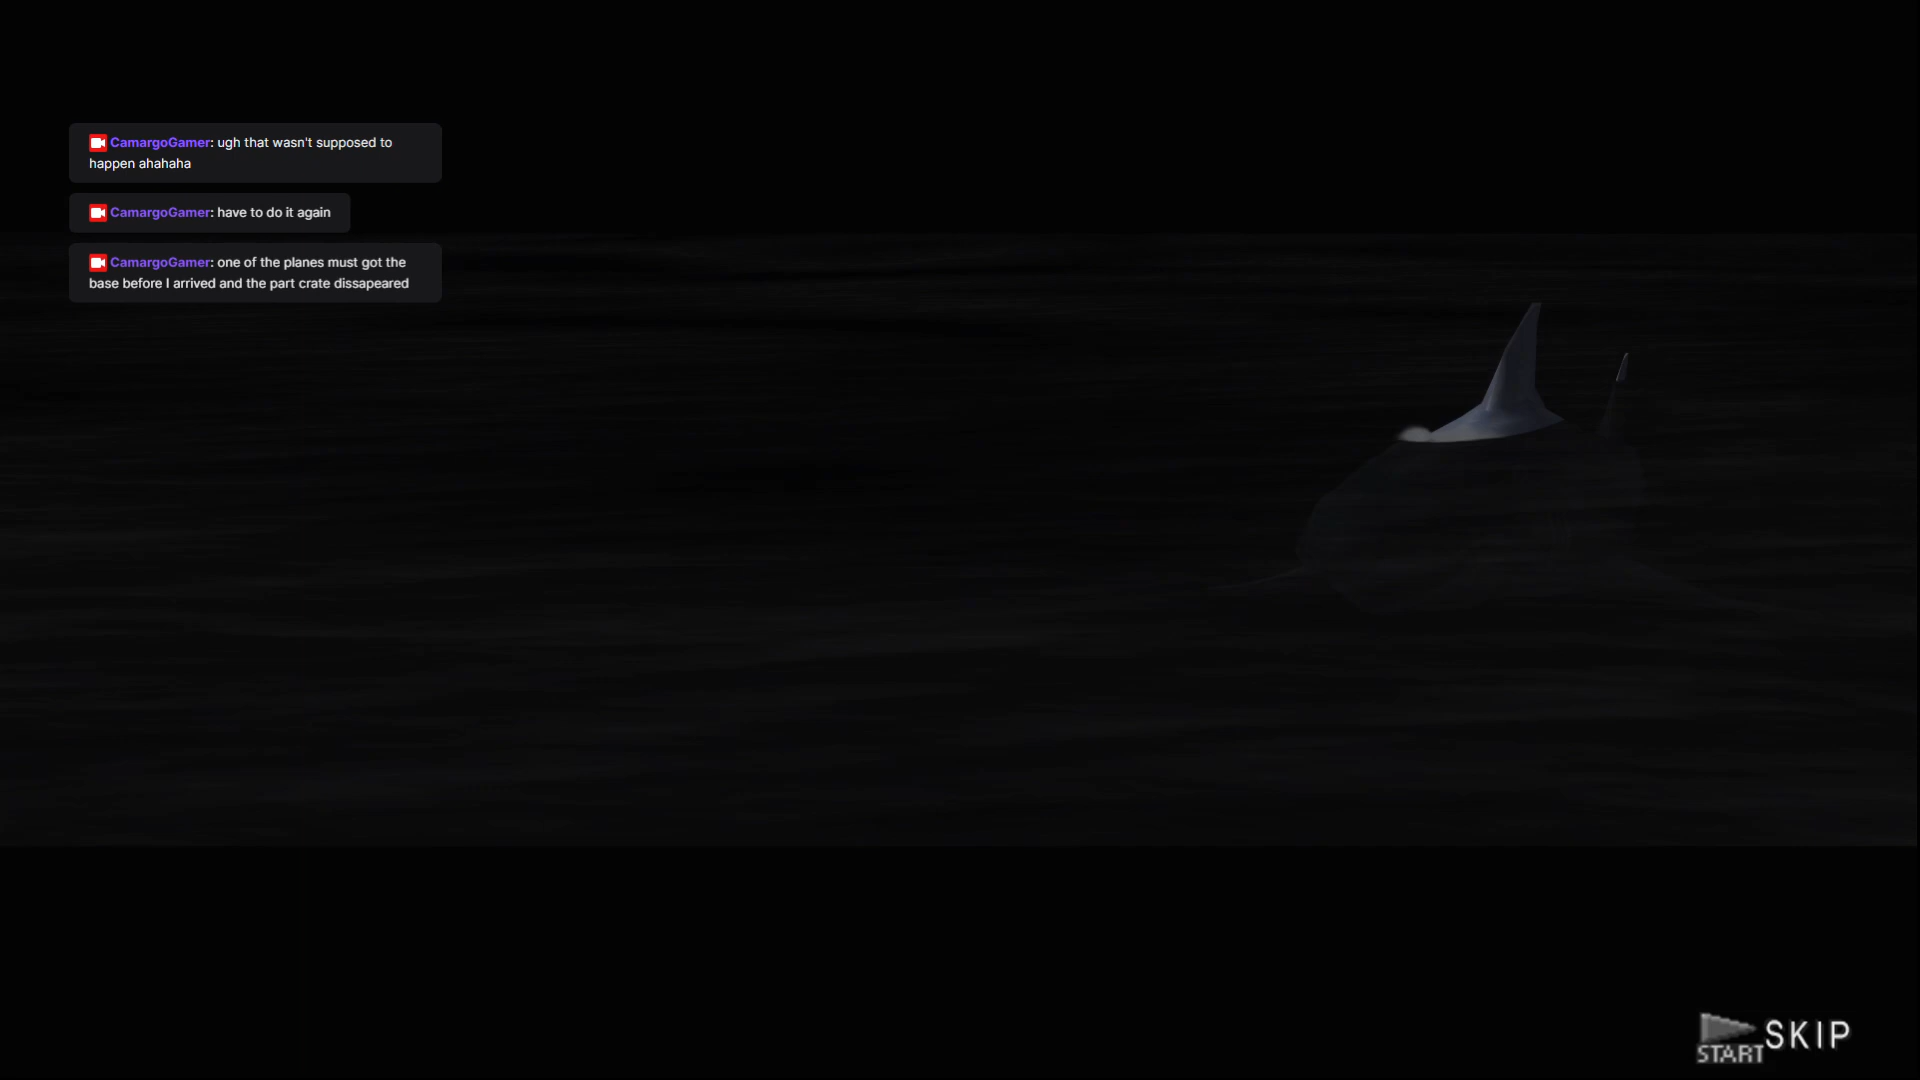 CamargoGamer: ugh that wasn't supposed to
happen ahahaha
CamargoGamer: have to do it again
CamargoGamer: one of the planes must got the
base before I arrived and the part crate dissapeared
START SKIP